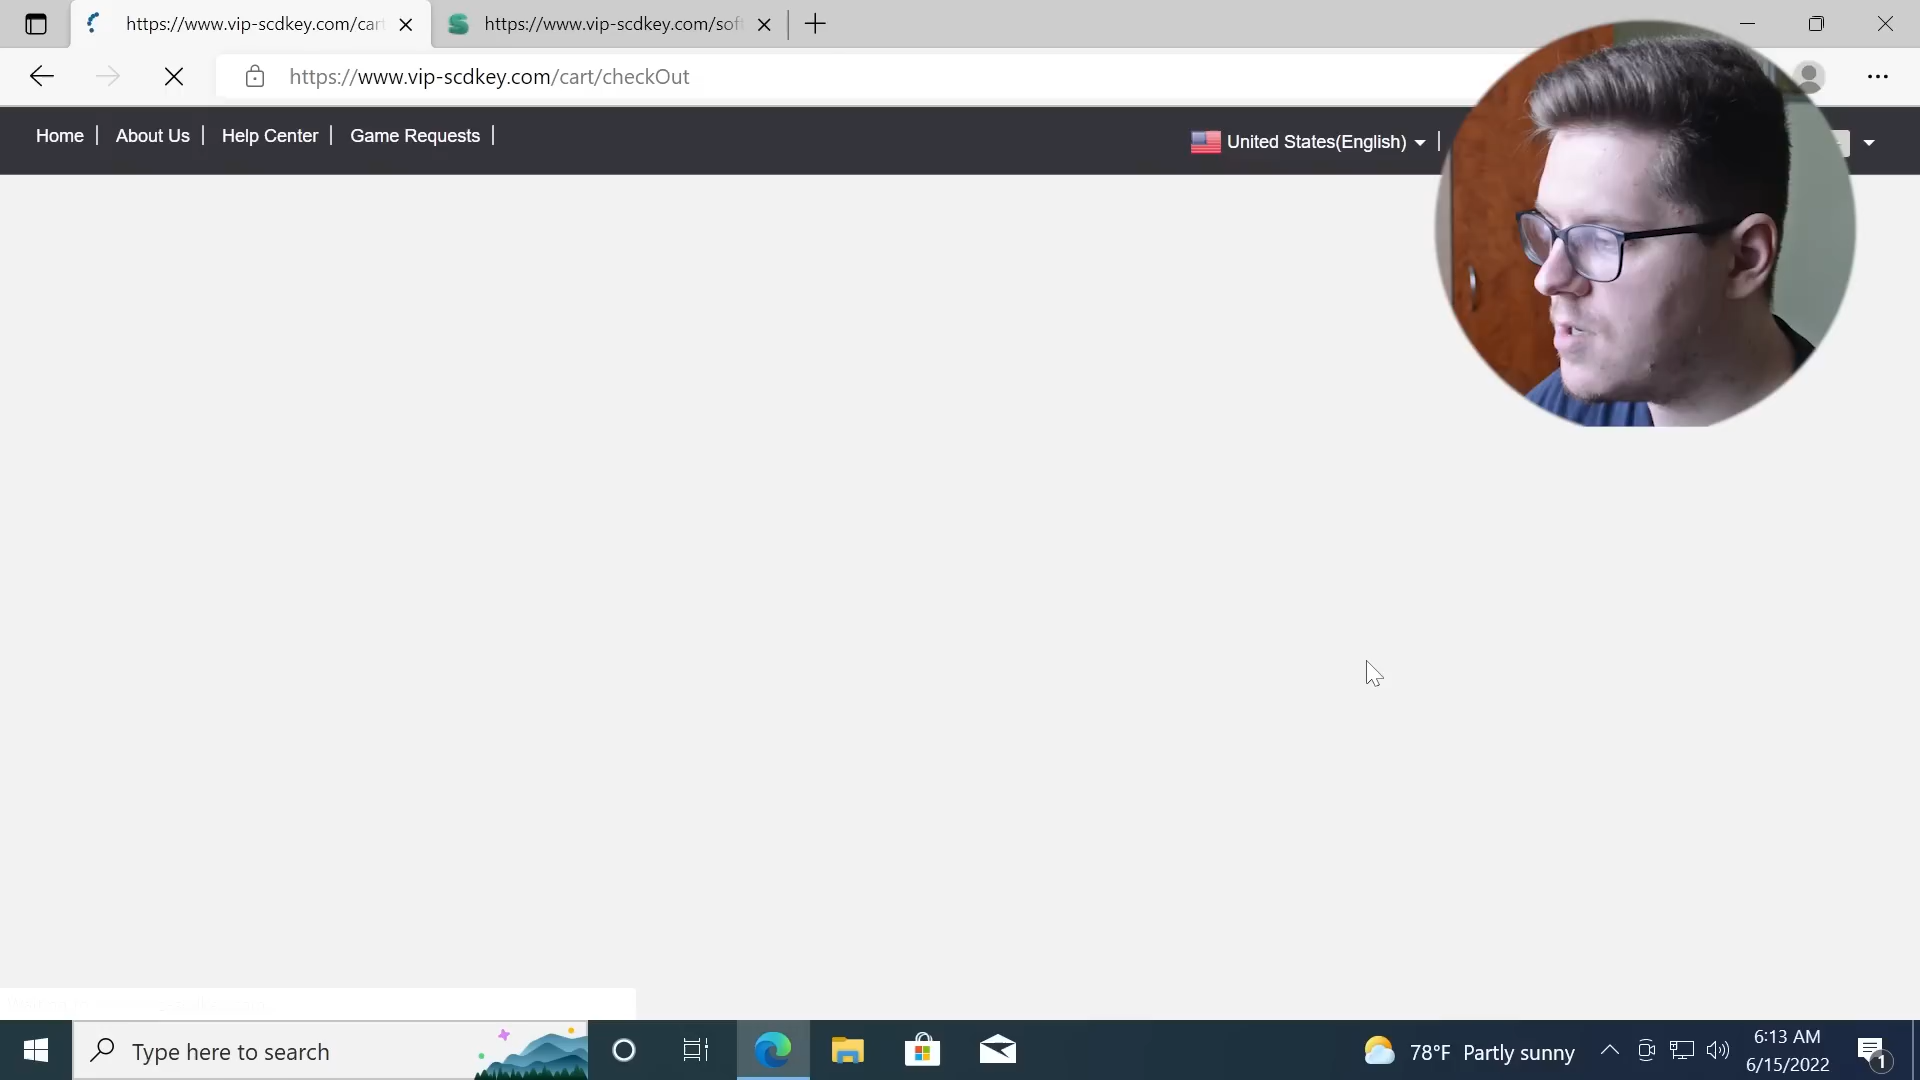 https://www.vip-scdkey.com/car
https://www.vip-scdkey.com/sof
https://www.vip-scdkey.com/cart/checkOut
Home | About Us | Help Center | Game Requests |
United States(English) |
Type here to search
78°F Partly sunny
6:13 AM
6/15/2022
1